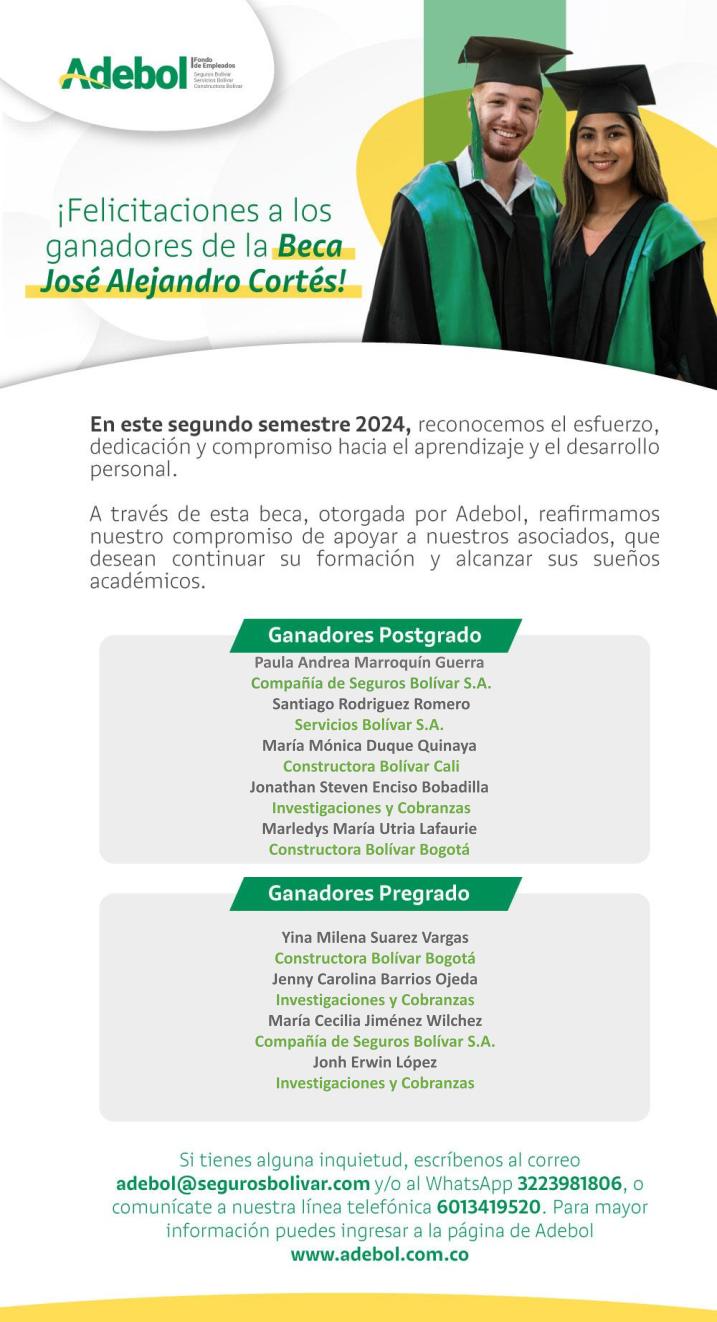 Adebol
Fondo
de Empleados
Seguros Bolívar
Servicios Bolívar
Constructora Bolívar
¡Felicitaciones a los
ganadores de la Beca
José Alejandro Cortés!
En este segundo semestre 2024, reconocemos el esfuerzo,
dedicación y compromiso hacia el aprendizaje y el desarrollo
personal.
A través de esta beca, otorgada por Adebol, reafirmamos
nuestro compromiso de apoyar a nuestros asociados, que
desean continuar su formación y alcanzar sus sueños
académicos.
Ganadores Postgrado
Paula Andrea Marroquín Guerra
Compañía de Seguros Bolívar S.A.
Santiago Rodriguez Romero
Servicios Bolívar S.A.
María Mónica Duque Quinaya
Constructora Bolívar Cali
Jonathan Steven Enciso Bobadilla
Investigaciones y Cobranzas
Marledys María Utria Lafaurie
Constructora Bolívar Bogotá
Ganadores Pregrado
Yina Milena Suarez Vargas
Constructora Bolívar Bogotá
Jenny Carolina Barrios Ojeda
Investigaciones y Cobranzas
María Cecilia Jiménez Wilchez
Compañía de Seguros Bolívar S.A.
Jonh Erwin López
Investigaciones y Cobranzas
Si tienes alguna inquietud, escríbenos al correo
adebol@segurosbolivar.com y/o al WhatsApp 3223981806, o
comunícate a nuestra línea telefónica 6013419520. Para mayor
información puedes ingresar a la página de Adebol
www.adebol.com.co